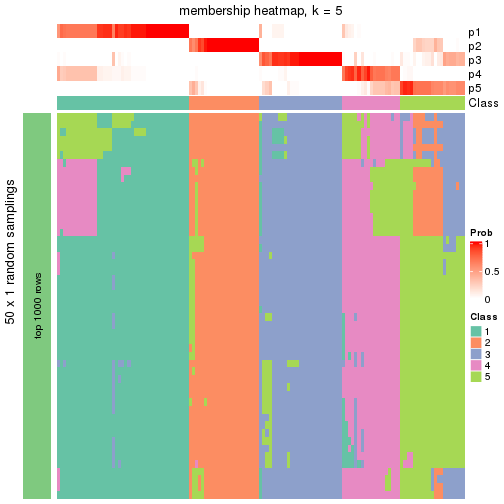 membership heatmap, k = 5
p1
p2
p3
p4
p5
Class
50 x 1 random samplings
top 1000 rows
Prob
1
0.5
0
Class
1
2
3
4
5